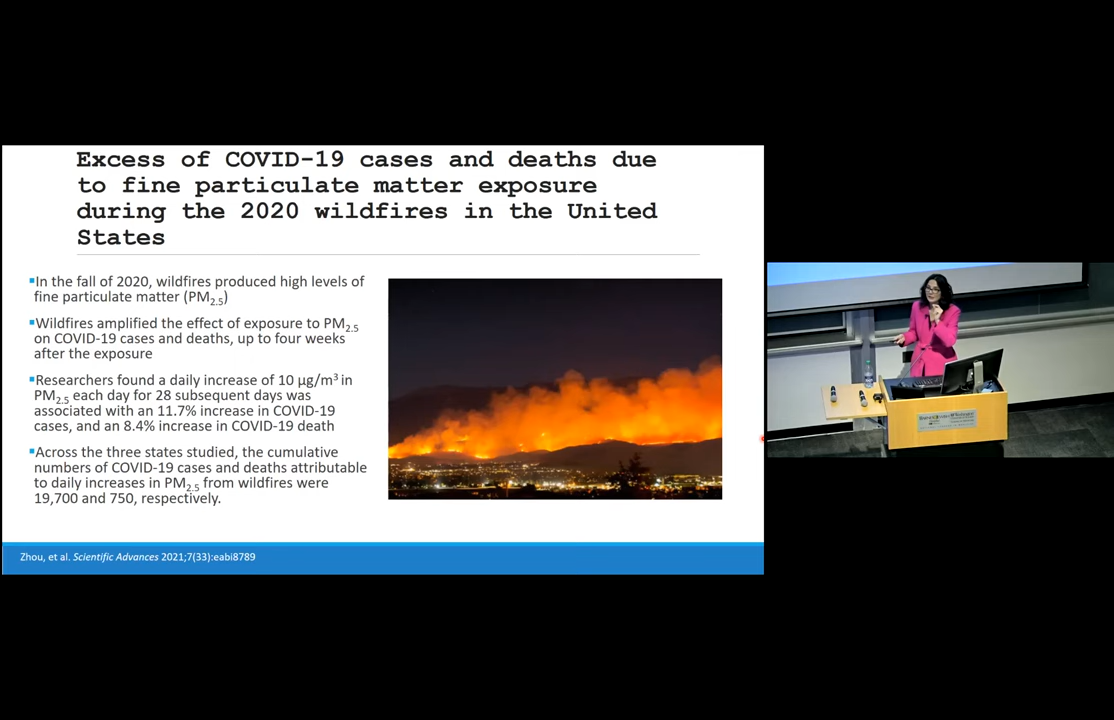 Excess of COVID-19 cases and deaths due
to fine particulate matter exposure
during the 2020 wildfires in the United
States
▪In the fall of 2020, wildfires produced high levels of
fine particulate matter (PM2.5)
▪Wildfires amplified the effect of exposure to PM2.5
on COVID-19 cases and deaths, up to four weeks
after the exposure
▪Researchers found a daily increase of 10 µg/m³ in
PM2.5 each day for 28 subsequent days was
associated with an 11.7% increase in COVID-19
cases, and an 8.4% increase in COVID-19 death
▪Across the three states studied, the cumulative
numbers of COVID-19 cases and deaths attributable
to daily increases in PM2.5 from wildfires were
19,700 and 750, respectively.
Zhou, et al. Scientific Advances 2021;7(33):eabi8789